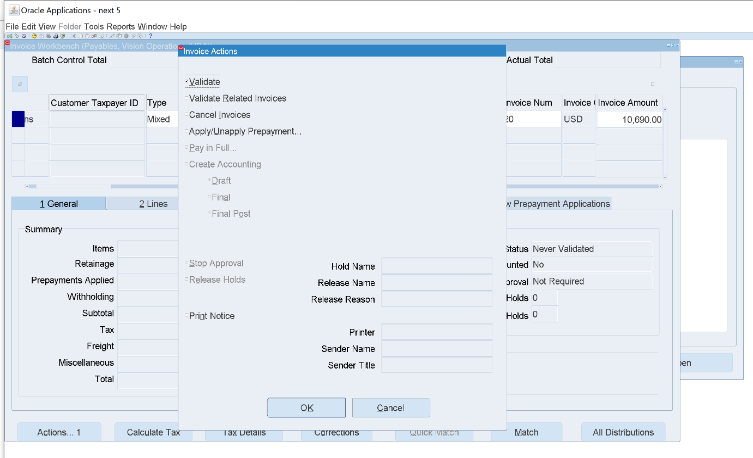 Oracle Applications - next 5
File Edit View Folder Tools Reports Window Help
Invoice Workbench (Payables, Vision Operatio
Invoice Actions
Batch Control Total
Actual Total
Validate
Validate Related Invoices
Cancel Invoices
Apply/Unapply Prepayment...
Pay in Full...
Create Accounting
Draft
Final
Final Post
Stop Approval
Release Holds
Print Notice
Hold Name
Release Name
Release Reason
Printer
Sender Name
Sender Title
OK
Cancel
Customer Taxpayer ID Type
nvoice Num Invoice Invoice Amount
ns Mixed
20 USD 10,690.00
1 General
2 Lines
w Prepayment Applications
Summary
Items
Retainage
Prepayments Applied
Withholding
Subtotal
Tax
Freight
Miscellaneous
Total
Status Never Validated
unted No
proval Not Required
Holds 0
Holds 0
en
Actions... 1
Calculate Tax
Tax Details
Corrections
Quick Match
Match
All Distributions